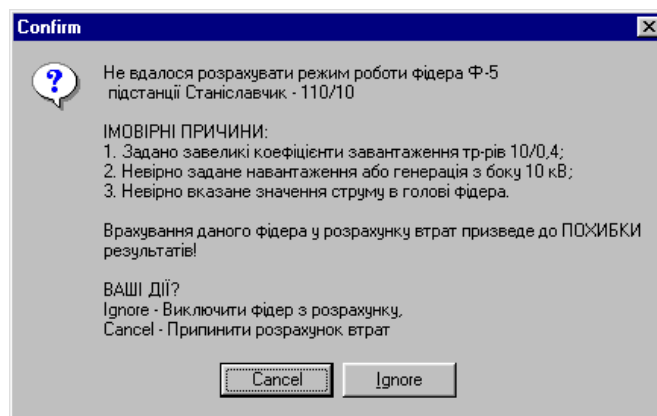 Confirm
Не вдалося розрахувати режим роботи фідера Ф-5
підстанції Станіславчик - 110/10
ІМОВІРНІ ПРИЧИНИ:
1. Задано завеликі коефіцієнти завантаження тр-рів 10/0,4;
2. Невірно задане навантаження або генерація з боку 10 кВ;
3. Невірно вказане значення струму в голові фідера.
Врахування даного фідера у розрахунку втрат призведе до ПОХИБКИ
результатів!
ВАШІ ДІЇ?
Ignore - Виключити фідер з розрахунку,
Cancel - Припинити розрахунок втрат
Cancel Ignore